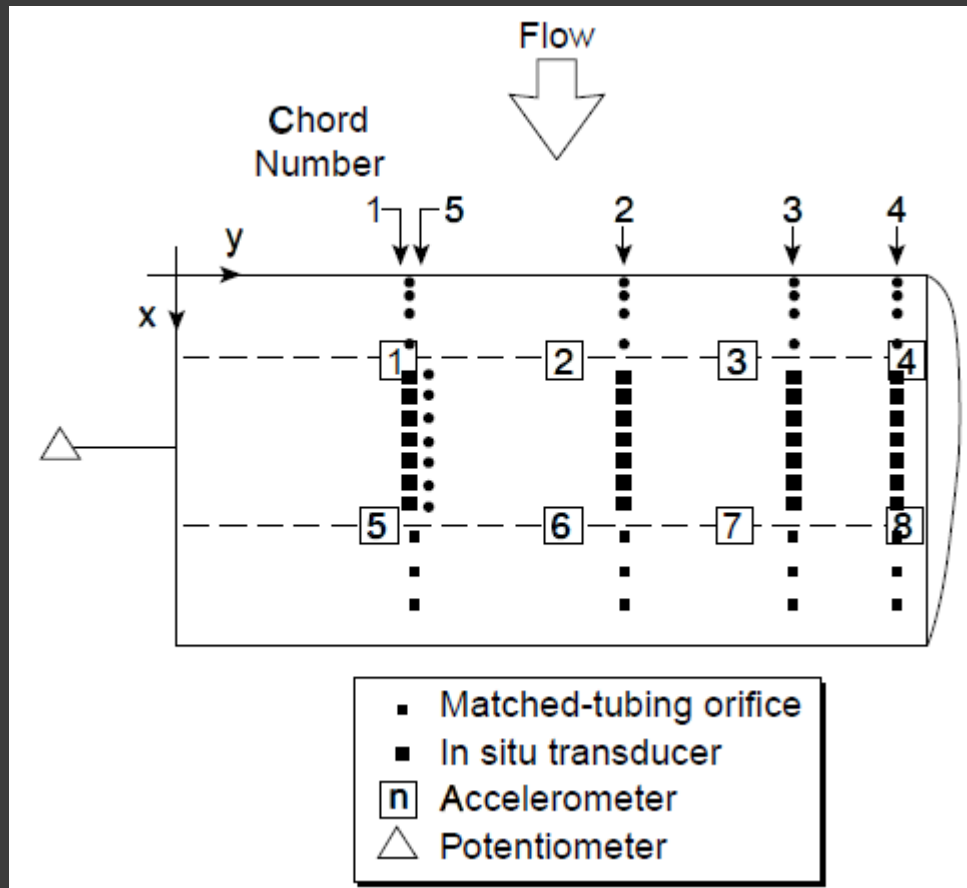 Flow
Chord
Number
1 5 2 3 4
y
x
1 2 3 4
5 6 7 8
Matched-tubing orifice
In situ transducer
n Accelerometer
Potentiometer